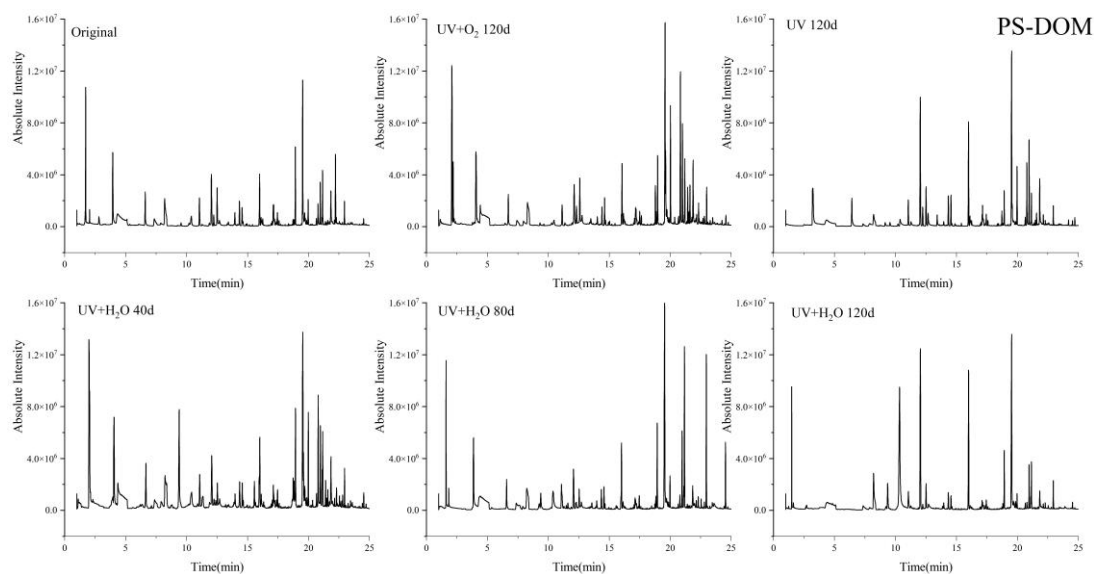 PS-DOM
Original
Absolute Intensity
1.6×10⁷
1.2×10⁷
8.0×10⁶
4.0×10⁶
0.0
0 5 10 15 20 25
Time(min)
UV+O₂ 120d
Absolute Intensity
1.6×10⁷
1.2×10⁷
8.0×10⁶
4.0×10⁶
0.0
0 5 10 15 20 25
Time(min)
UV 120d
Absolute Intensity
1.6×10⁷
1.2×10⁷
8.0×10⁶
4.0×10⁶
0.0
0 5 10 15 20 25
Time(min)
UV+H₂O 40d
Absolute Intensity
1.6×10⁷
1.2×10⁷
8.0×10⁶
4.0×10⁶
0.0
0 5 10 15 20 25
Time(min)
UV+H₂O 80d
Absolute Intensity
1.6×10⁷
1.2×10⁷
8.0×10⁶
4.0×10⁶
0.0
0 5 10 15 20 25
Time(min)
UV+H₂O 120d
Absolute Intensity
1.6×10⁷
1.2×10⁷
8.0×10⁶
4.0×10⁶
0.0
0 5 10 15 20 25
Time(min)